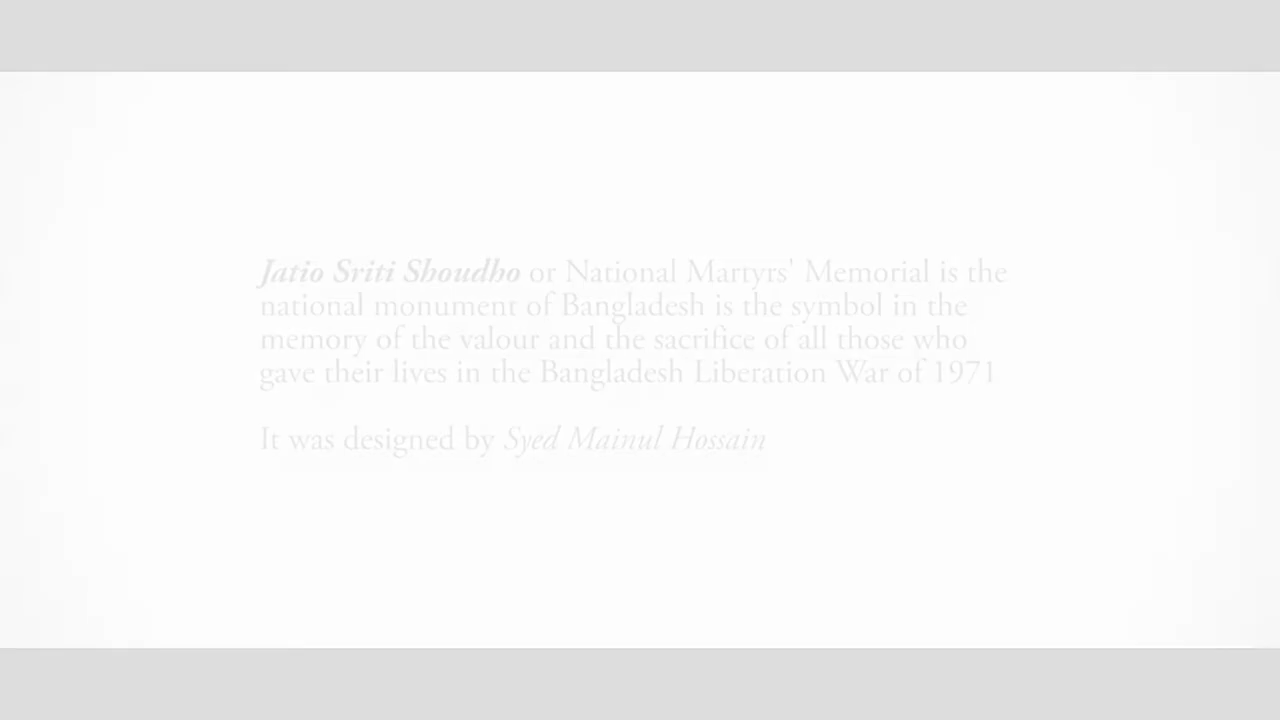 Jatio Sriti Shoudho or National Martyrs' Memorial is the
national monument of Bangladesh is the symbol in the
memory of the valour and the sacrifice of all those who
gave their lives in the Bangladesh Liberation War of 1971
It was designed by Syed Mainul Hossain